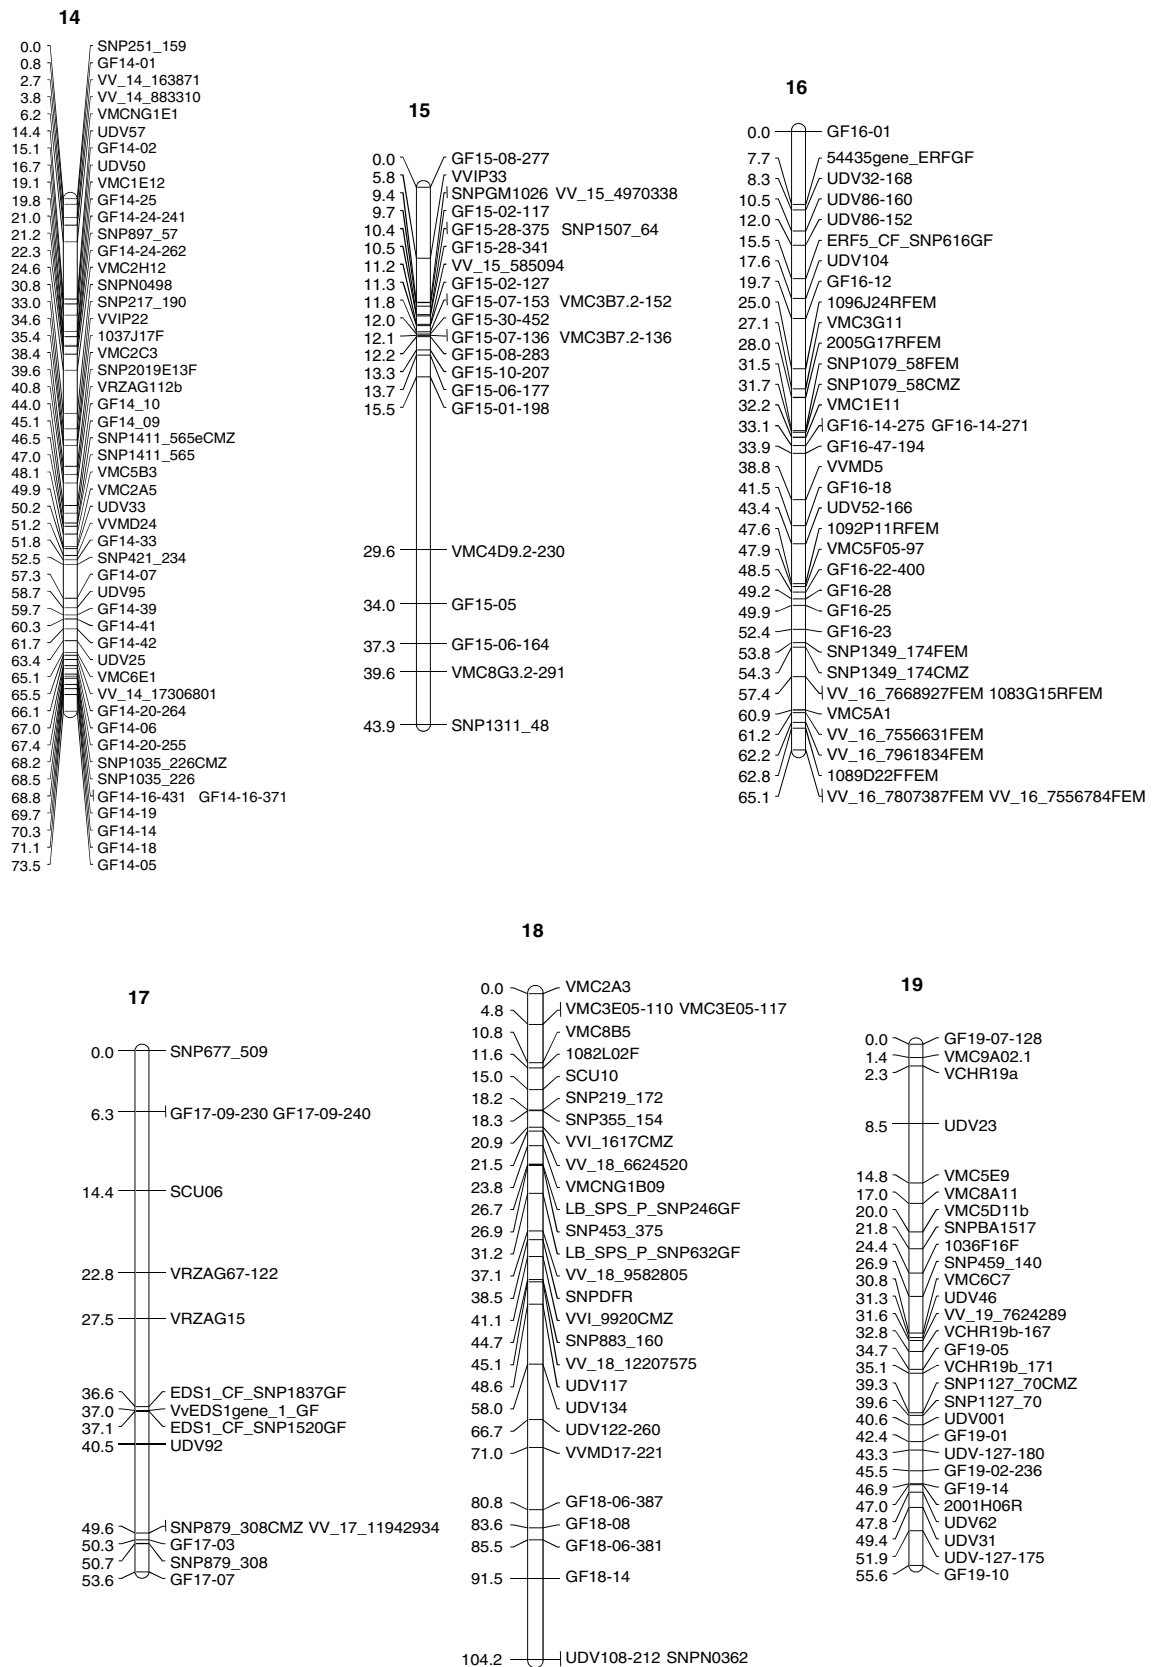 14
0.0 SNP251_159
0.8 GF14-01
2.7 VV_14_163871
3.8 VV_14_883310
6.2 VMCNG1E1
14.4 UDV57
15.1 GF14-02
16.7 UDV50
19.1 VMC1E12
19.8 GF14-25
21.0 GF14-24-241
21.2 SNP897_57
22.3 GF14-24-262
24.6 VMC2H12
30.8 SNPN0498
33.0 SNP217_190
34.6 VVIP22
35.4 1037J17F
38.4 VMC2C3
39.6 SNP2019E13F
40.8 VRZAG112b
44.0 GF14_10
45.1 GF14_09
46.5 SNP1411_565eCMZ
47.0 SNP1411_565
48.1 VMC5B3
49.9 VMC2A5
50.2 UDV33
51.2 VVMD24
51.8 GF14-33
52.5 SNP421_234
57.3 GF14-07
58.7 UDV95
59.7 GF14-39
60.3 GF14-41
61.7 GF14-42
63.4 UDV25
65.1 VMC6E1
65.5 VV_14_17306801
66.1 GF14-20-264
67.0 GF14-06
67.4 GF14-20-255
68.2 SNP1035_226CMZ
68.5 SNP1035_226
68.8 GF14-16-431 GF14-16-371
69.7 GF14-19
70.3 GF14-14
71.1 GF14-18
73.5 GF14-05
15
0.0 GF15-08-277
5.8 VVIP33
9.4 SNPGM1026 VV_15_4970338
9.7 GF15-02-117
10.4 GF15-28-375 SNP1507_64
10.5 GF15-28-341
11.2 VV_15_585094
11.3 GF15-02-127
11.8 GF15-07-153 VMC3B7.2-152
12.0 GF15-30-452
12.1 GF15-07-136 VMC3B7.2-136
12.2 GF15-08-283
13.3 GF15-10-207
13.7 GF15-06-177
15.5 GF15-01-198
29.6 VMC4D9.2-230
34.0 GF15-05
37.3 GF15-06-164
39.6 VMC8G3.2-291
43.9 SNP1311_48
16
0.0 GF16-01
7.7 54435gene_ERFGF
8.3 UDV32-168
10.5 UDV86-160
12.0 UDV86-152
15.5 ERF5_CF_SNP616GF
17.6 UDV104
19.7 GF16-12
25.0 1096J24RFEM
27.1 VMC3G11
28.0 2005G17RFEM
31.5 SNP1079_58FEM
31.7 SNP1079_58CMZ
32.2 VMC1E11
33.1 GF16-14-275 GF16-14-271
33.9 GF16-47-194
38.8 VVMD5
41.5 GF16-18
43.4 UDV52-166
47.6 1092P11RFEM
47.9 VMC5F05-97
48.5 GF16-22-400
49.2 GF16-28
49.9 GF16-25
52.4 GF16-23
53.8 SNP1349_174FEM
54.3 SNP1349_174CMZ
57.4 VV_16_7668927FEM 1083G15RFEM
60.9 VMC5A1
61.2 VV_16_7556631FEM
62.2 VV_16_7961834FEM
62.8 1089D22FFEM
65.1 VV_16_7807387FEM VV_16_7556784FEM
17
0.0 SNP677_509
6.3 GF17-09-230 GF17-09-240
14.4 SCU06
22.8 VRZAG67-122
27.5 VRZAG15
36.6 EDS1_CF_SNP1837GF
37.0 VvEDS1gene_1_GF
37.1 EDS1_CF_SNP1520GF
40.5 UDV92
49.6 SNP879_308CMZ VV_17_11942934
50.3 GF17-03
50.7 SNP879_308
53.6 GF17-07
18
0.0 VMC2A3
4.8 VMC3E05-110 VMC3E05-117
10.8 VMC8B5
11.6 1082L02F
15.0 SCU10
18.2 SNP219_172
18.3 SNP355_154
20.9 VVI_1617CMZ
21.5 VV_18_6624520
23.8 VMCNG1B09
26.7 LB_SPS_P_SNP246GF
26.9 SNP453_375
31.2 LB_SPS_P_SNP632GF
37.1 VV_18_9582805
38.5 SNPDFR
41.1 VVI_9920CMZ
44.7 SNP883_160
45.1 VV_18_12207575
48.6 UDV117
58.0 UDV134
66.7 UDV122-260
71.0 VVMD17-221
80.8 GF18-06-387
83.6 GF18-08
85.5 GF18-06-381
91.5 GF18-14
104.2 UDV108-212 SNPN0362
19
0.0 GF19-07-128
1.4 VMC9A02.1
2.3 VCHR19a
8.5 UDV23
14.8 VMC5E9
17.0 VMC8A11
20.0 VMC5D11b
21.8 SNPBA1517
24.4 1036F16F
26.9 SNP459_140
30.8 VMC6C7
31.3 UDV46
31.6 VV_19_7624289
32.8 VCHR19b-167
34.7 GF19-05
35.1 VCHR19b_171
39.3 SNP1127_70CMZ
39.6 SNP1127_70
40.6 UDV001
42.4 GF19-01
43.3 UDV-127-180
45.5 GF19-02-236
46.9 GF19-14
47.0 2001H06R
47.8 UDV62
49.4 UDV31
51.9 UDV-127-175
55.6 GF19-10